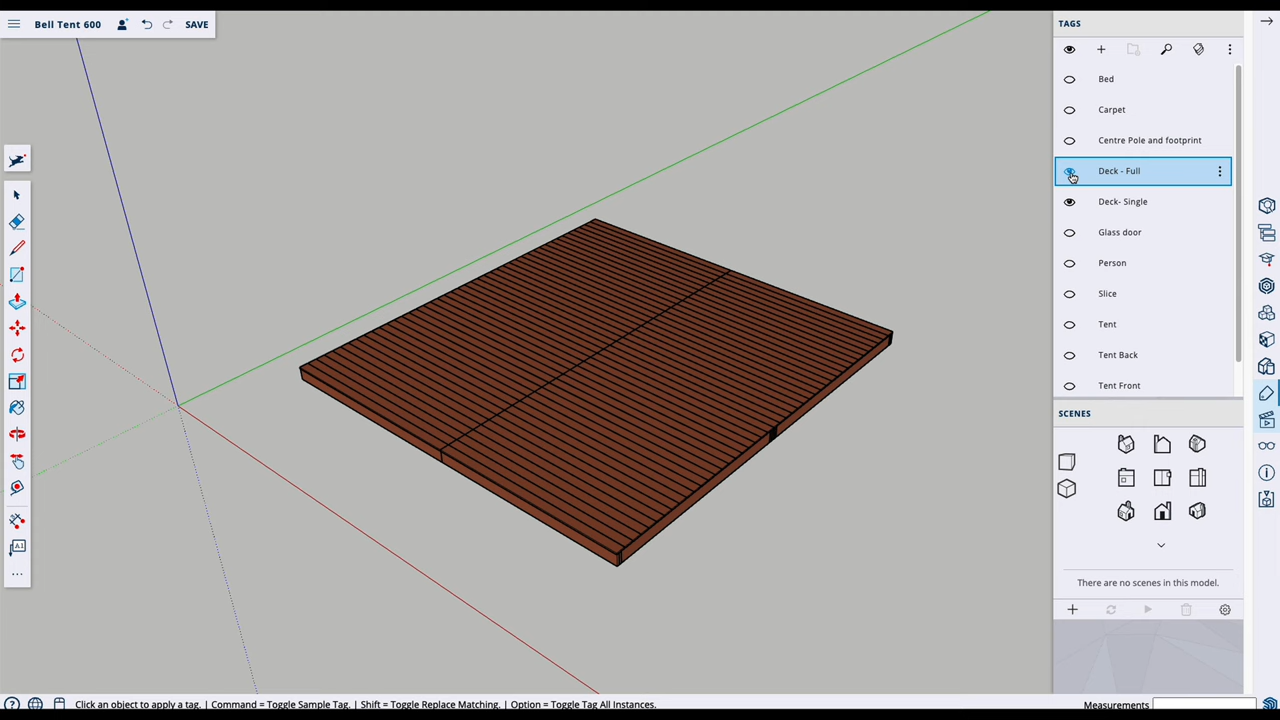 Bell Tent 600
SAVE
TAGS
Bed
Carpet
Centre Pole and footprint
Deck - Full
Deck- Single
Glass door
Person
Slice
Tent
Tent Back
Tent Front
SCENES
There are no scenes in this model.
A1
Click an object to apply a tag. | Command = Toggle Sample Tag. | Shift = Toggle Replace Matching. | Option = Toggle Tag All Instances.
Measurements